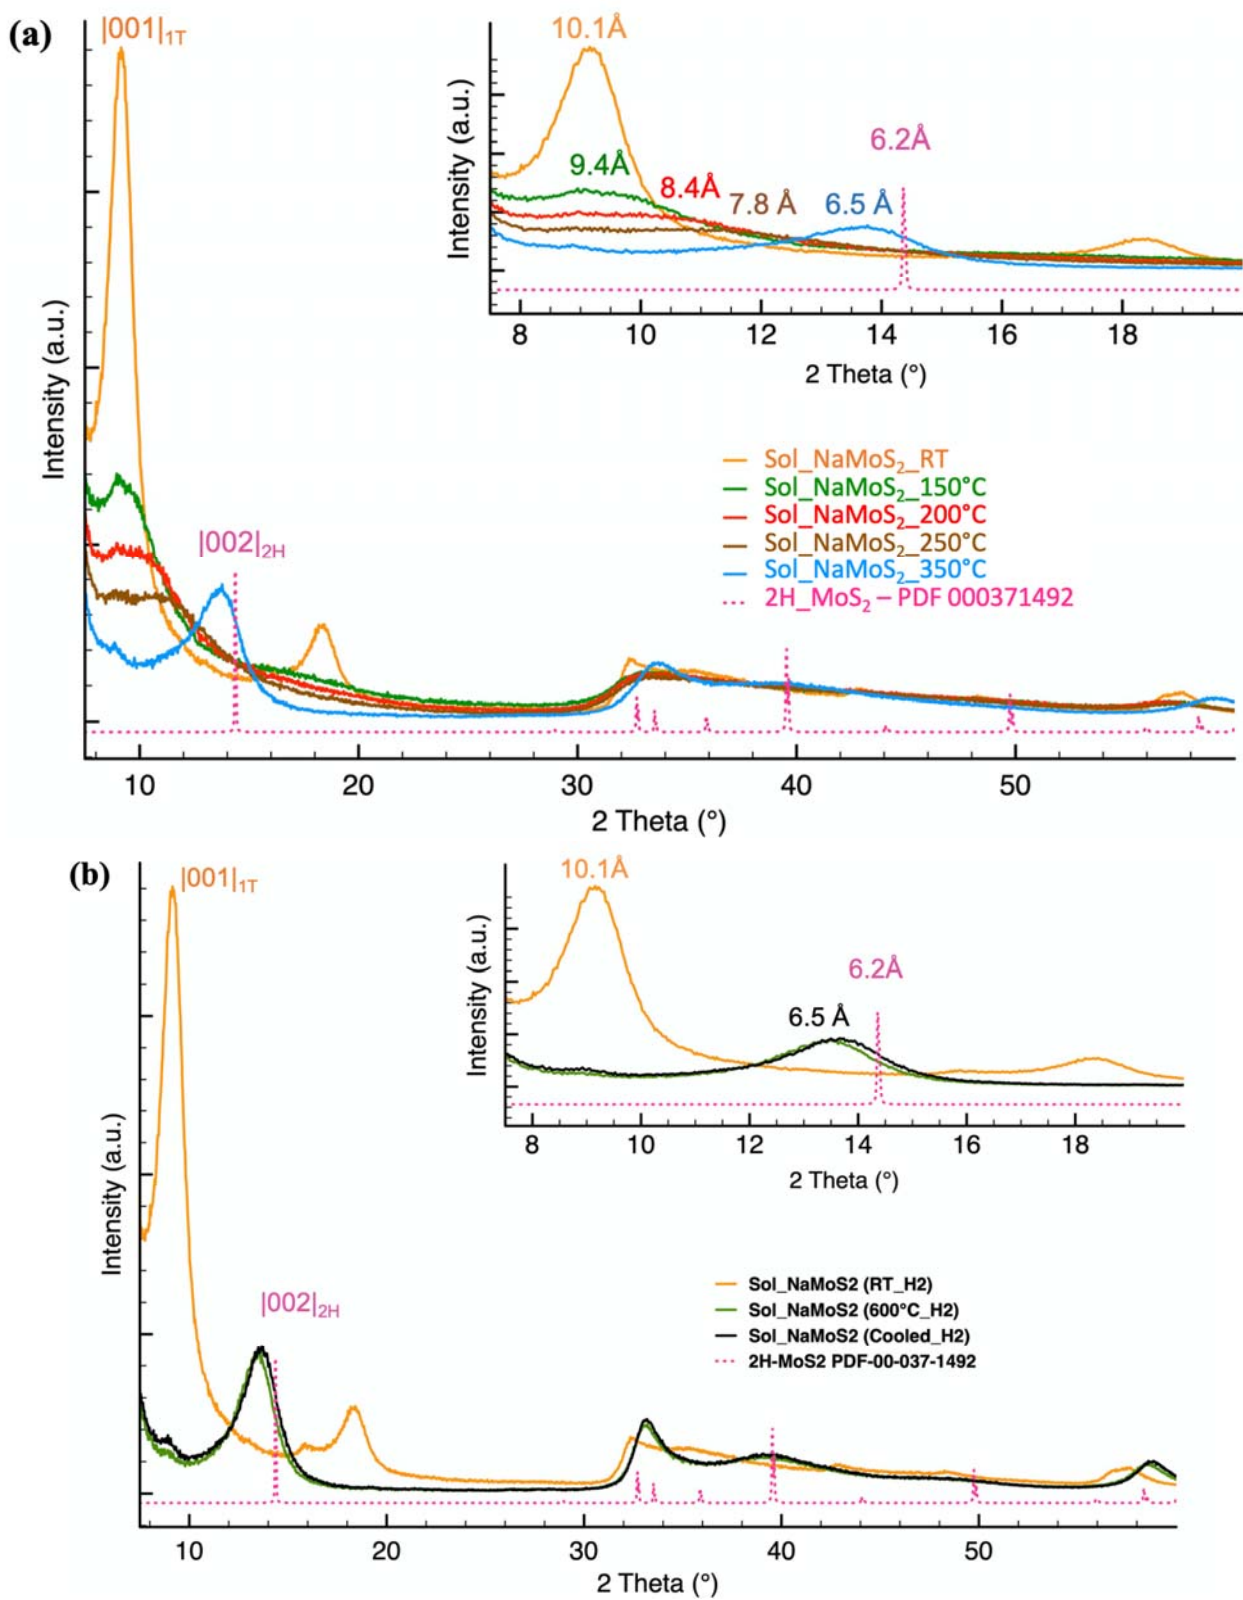 (a)
|001|1T
Intensity (a.u.)
10.1Å
9.4Å
8.4Å
7.8 Å
6.5 Å
6.2Å
Intensity (a.u.)
8 10 12 14 16 18
2 Theta (°)
Sol_NaMoS2_RT
Sol_NaMoS2_150°C
Sol_NaMoS2_200°C
Sol_NaMoS2_250°C
Sol_NaMoS2_350°C
2H_MoS2 – PDF 000371492
|002|2H
10 20 30 40 50
2 Theta (°)
(b)
|001|1T
Intensity (a.u.)
10.1Å
6.2Å
6.5 Å
Intensity (a.u.)
8 10 12 14 16 18
2 Theta (°)
Sol_NaMoS2 (RT_H2)
Sol_NaMoS2 (600°C_H2)
Sol_NaMoS2 (Cooled_H2)
2H-MoS2 PDF-00-037-1492
|002|2H
10 20 30 40 50
2 Theta (°)